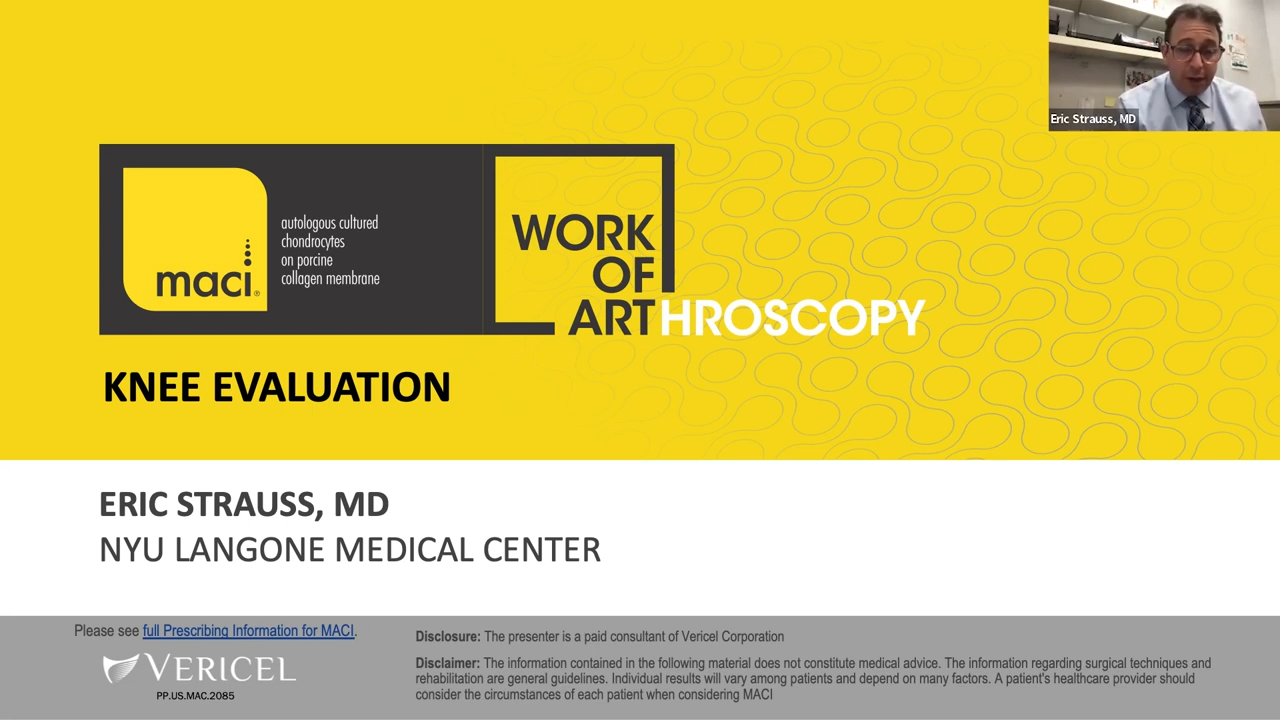 Eric Strauss, MD
maci®
autologous cultured
chondrocytes
on porcine
collagen membrane
WORK
OF
ARTHROSCOPY
KNEE EVALUATION
ERIC STRAUSS, MD
NYU LANGONE MEDICAL CENTER
Please see full Prescribing Information for MACI.
VERICEL
PP.US.MAC.2085
Disclosure: The presenter is a paid consultant of Vericel Corporation
Disclaimer: The information contained in the following material does not constitute medical advice. The information regarding surgical techniques and
rehabilitation are general guidelines. Individual results will vary among patients and depend on many factors. A patient's healthcare provider should
consider the circumstances of each patient when considering MACI